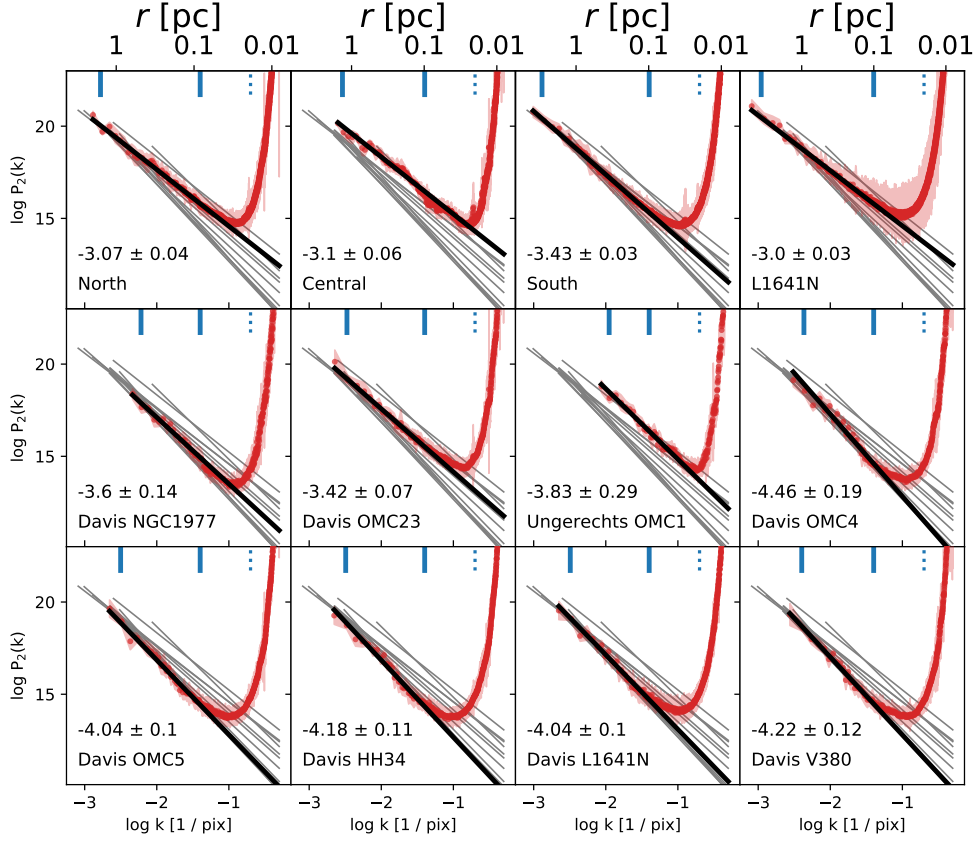 r [pc] r [pc] r [pc] r [pc]
1 0.1 0.01 1 0.1 0.01 1 0.1 0.01 1 0.1 0.01
20
15
log P2(k)
-3.07 ± 0.04
North
-3.1 ± 0.06
Central
-3.43 ± 0.03
South
-3.0 ± 0.03
L1641N
20
15
log P2(k)
-3.6 ± 0.14
Davis NGC1977
-3.42 ± 0.07
Davis OMC23
-3.83 ± 0.29
Ungerechts OMC1
-4.46 ± 0.19
Davis OMC4
20
15
log P2(k)
-4.04 ± 0.1
Davis OMC5
-4.18 ± 0.11
Davis HH34
-4.04 ± 0.1
Davis L1641N
-4.22 ± 0.12
Davis V380
−3 −2 −1 −3 −2 −1 −3 −2 −1 −3 −2 −1
log k [1 / pix] log k [1 / pix] log k [1 / pix] log k [1 / pix]